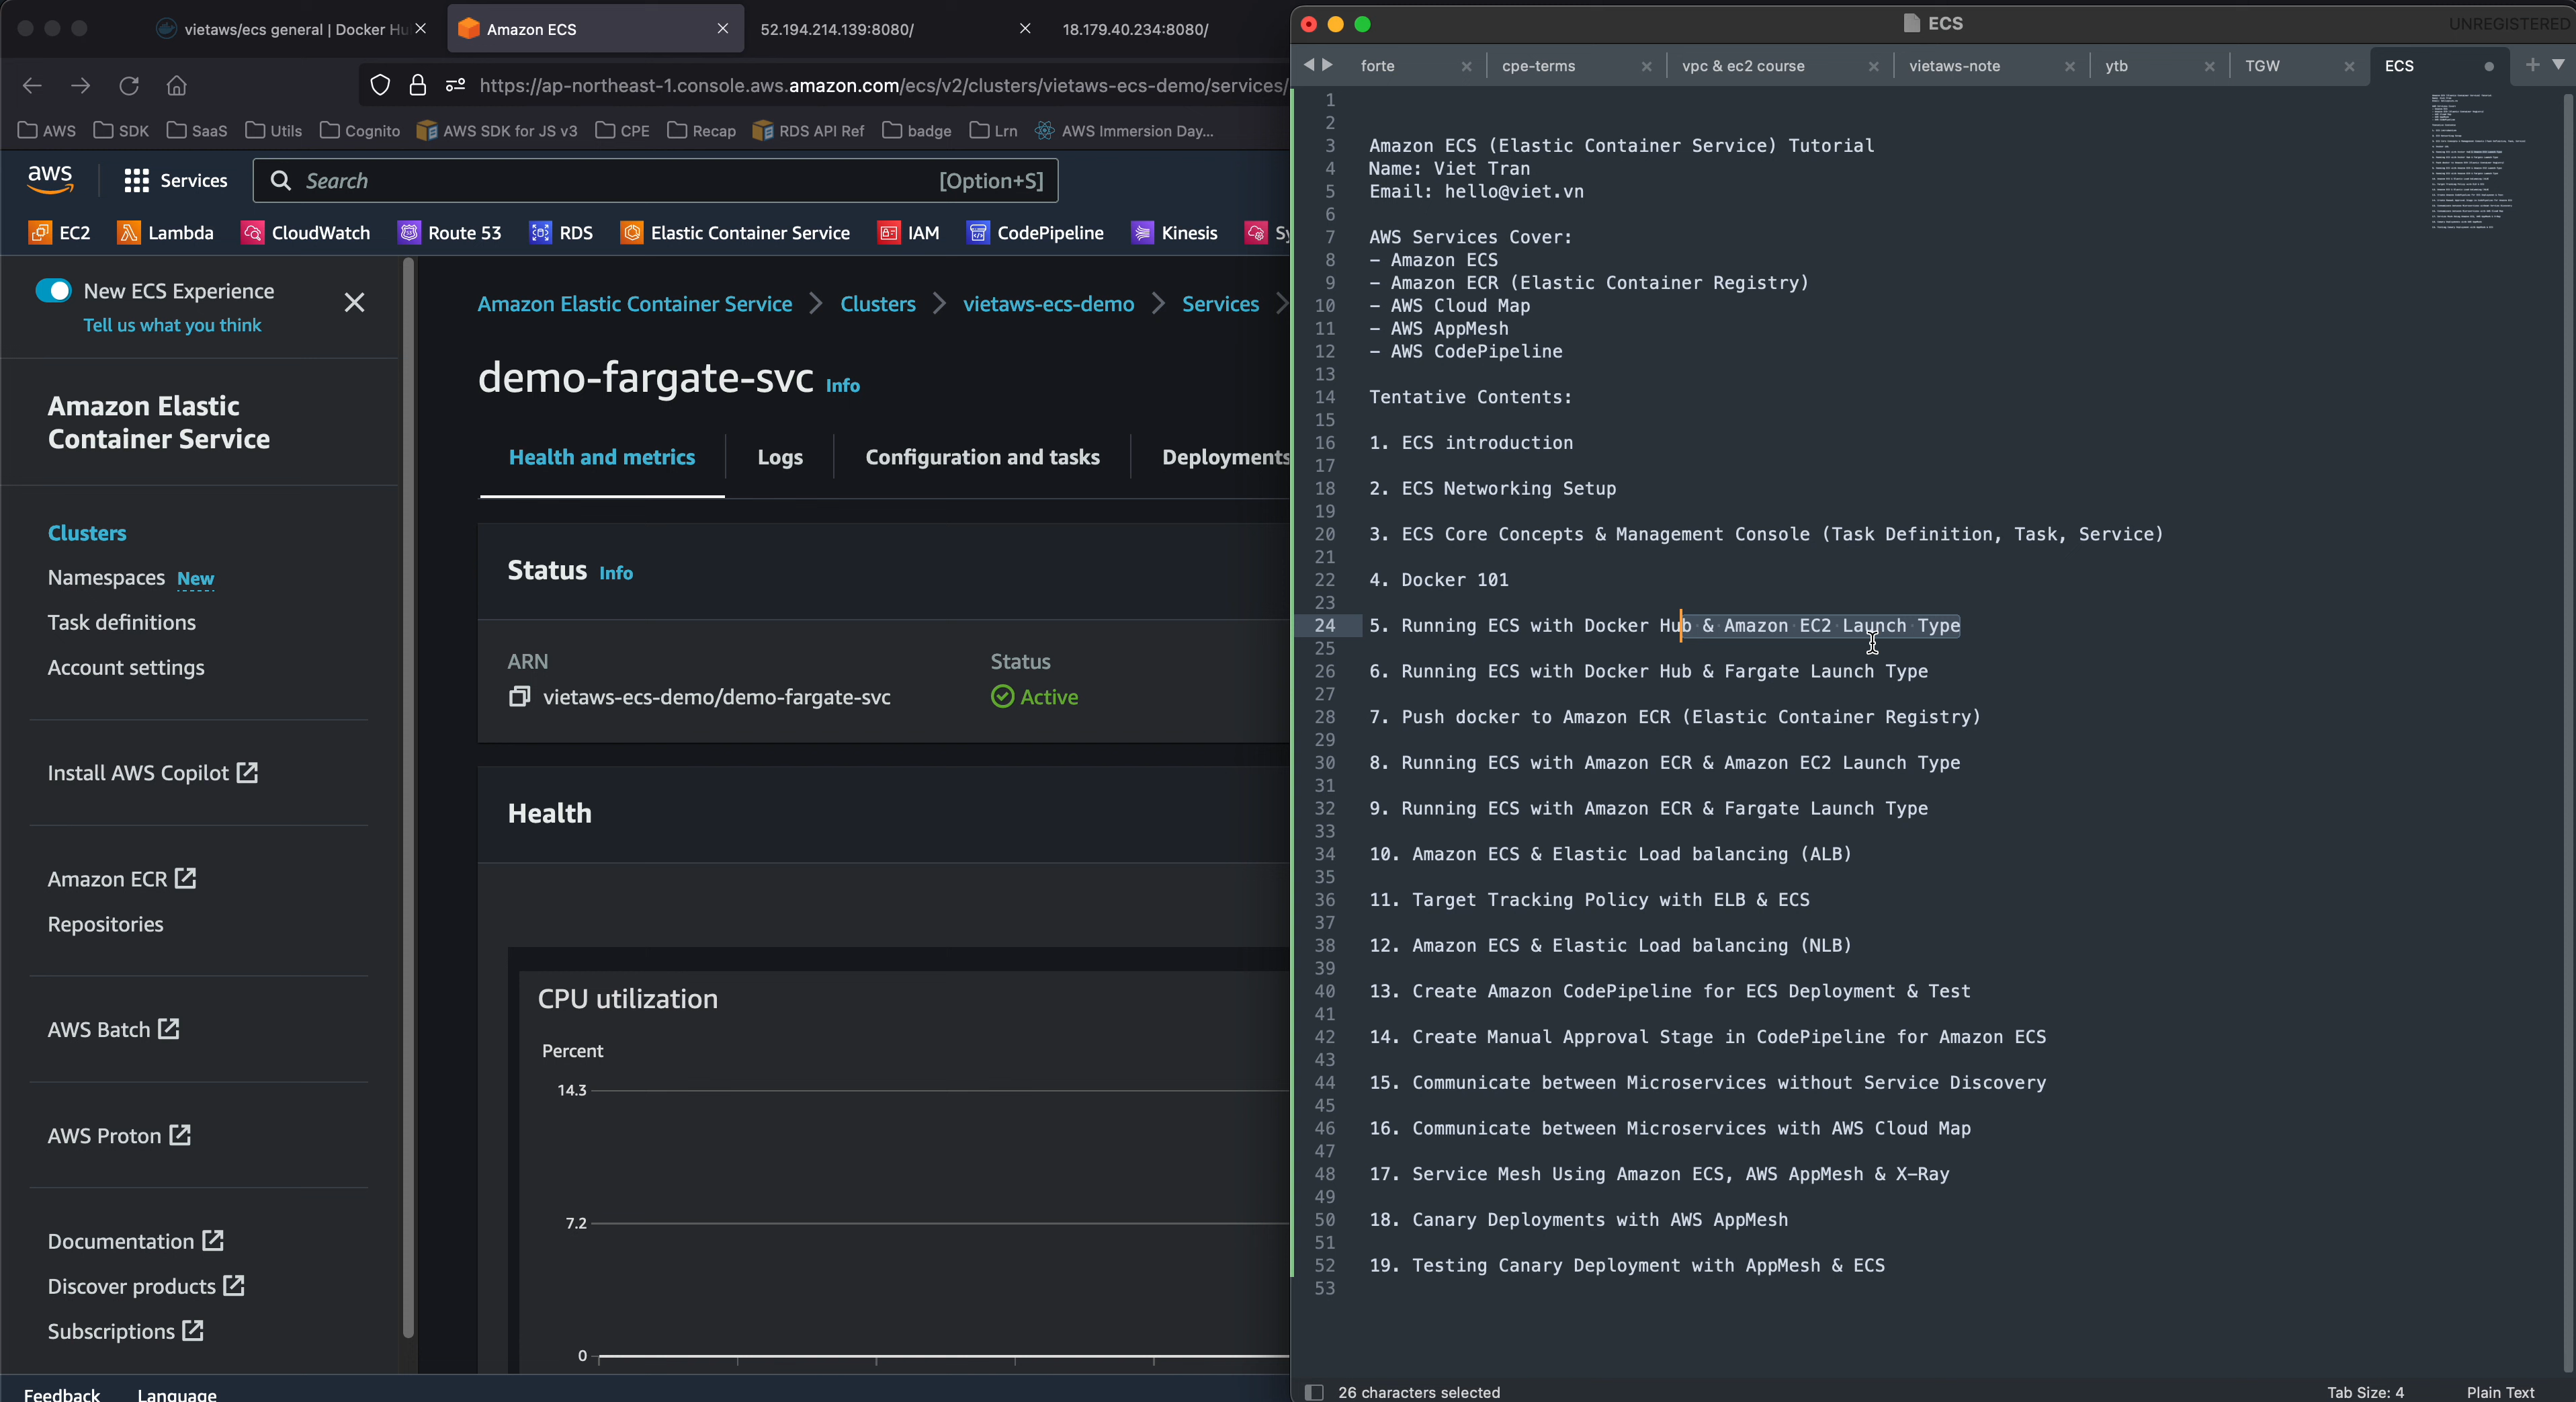 vietaws/ecs general | Docker Hu
Amazon ECS
52.194.214.139:8080/
18.179.40.234:8080/
https://ap-northeast-1.console.aws.amazon.com/ecs/v2/clusters/vietaws-ecs-demo/services/
AWS
SDK
SaaS
Utils
Cognito
AWS SDK for JS v3
CPE
Recap
RDS API Ref
badge
Lrn
AWS Immersion Day...
aws
Services
Search
[Option+S]
EC2
Lambda
CloudWatch
Route 53
RDS
Elastic Container Service
IAM
CodePipeline
Kinesis
Sy
New ECS Experience
Tell us what you think
Amazon Elastic
Container Service
Clusters
Namespaces New
Task definitions
Account settings
Install AWS Copilot
Amazon ECR
Repositories
AWS Batch
AWS Proton
Documentation
Discover products
Subscriptions
Feedback
Language
Amazon Elastic Container Service
Clusters
vietaws-ecs-demo
Services
demo-fargate-svc Info
Health and metrics
Logs
Configuration and tasks
Deployments
Status Info
ARN
vietaws-ecs-demo/demo-fargate-svc
Status
Active
Health
CPU utilization
Percent
14.3
7.2
0
ECS
UNREGISTERED
forte
cpe-terms
vpc & ec2 course
vietaws-note
ytb
TGW
ECS
1
2
3 Amazon ECS (Elastic Container Service) Tutorial
4 Name: Viet Tran
5 Email: hello@viet.vn
6
7 AWS Services Cover:
8 - Amazon ECS
9 - Amazon ECR (Elastic Container Registry)
10 - AWS Cloud Map
11 - AWS AppMesh
12 - AWS CodePipeline
13
14 Tentative Contents:
15
16 1. ECS introduction
17
18 2. ECS Networking Setup
19
20 3. ECS Core Concepts & Management Console (Task Definition, Task, Service)
21
22 4. Docker 101
23
24 5. Running ECS with Docker Hub & Amazon EC2 Launch Type
25
26 6. Running ECS with Docker Hub & Fargate Launch Type
27
28 7. Push docker to Amazon ECR (Elastic Container Registry)
29
30 8. Running ECS with Amazon ECR & Amazon EC2 Launch Type
31
32 9. Running ECS with Amazon ECR & Fargate Launch Type
33
34 10. Amazon ECS & Elastic Load balancing (ALB)
35
36 11. Target Tracking Policy with ELB & ECS
37
38 12. Amazon ECS & Elastic Load balancing (NLB)
39
40 13. Create Amazon CodePipeline for ECS Deployment & Test
41
42 14. Create Manual Approval Stage in CodePipeline for Amazon ECS
43
44 15. Communicate between Microservices without Service Discovery
45
46 16. Communicate between Microservices with AWS Cloud Map
47
48 17. Service Mesh Using Amazon ECS, AWS AppMesh & X-Ray
49
50 18. Canary Deployments with AWS AppMesh
51
52 19. Testing Canary Deployment with AppMesh & ECS
53
26 characters selected
Tab Size: 4
Plain Text